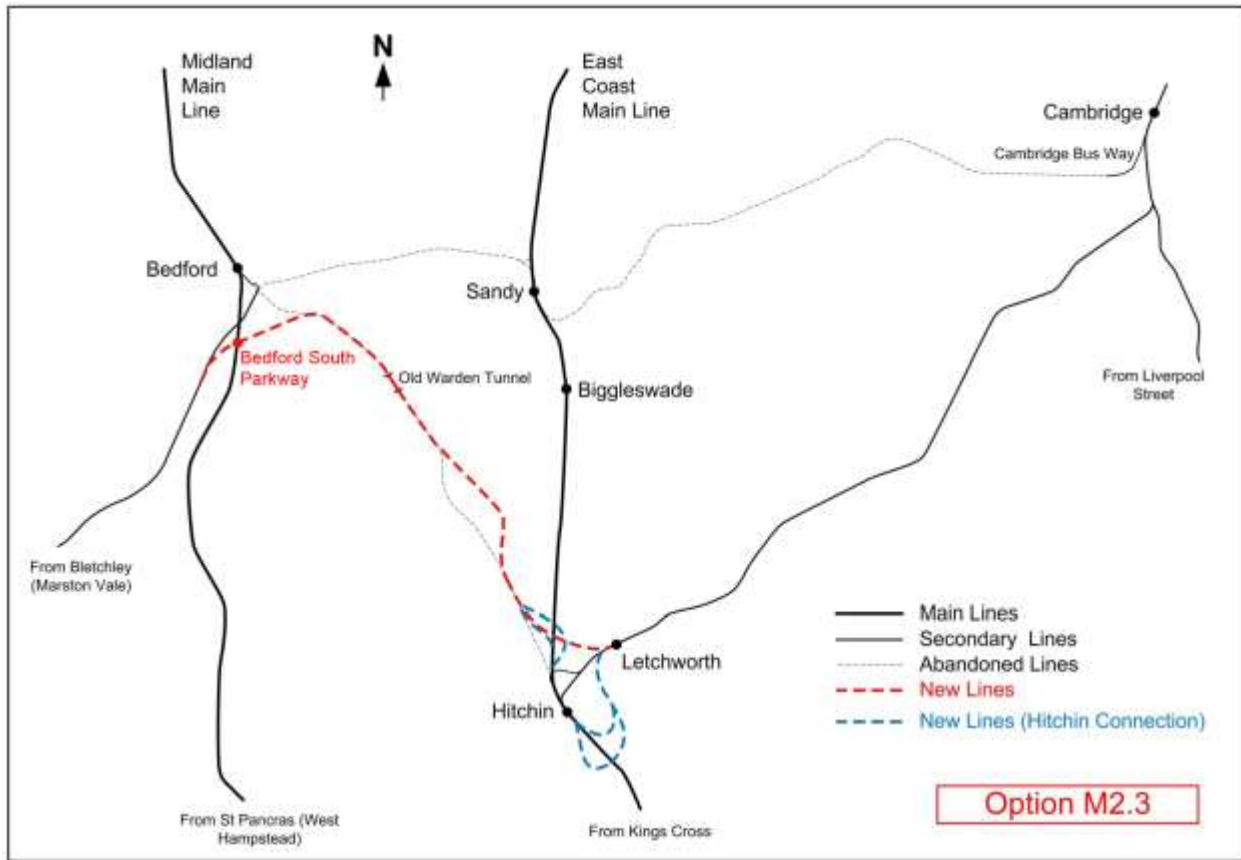 Midland
Main
Line
N
East
Coast
Main Line
Cambridge
Cambridge Bus Way
Bedford
Sandy
Bedford South
Parkway
Old Warden Tunnel
Biggleswade
From Liverpool
Street
From Bletchley
(Marston Vale)
Letchworth
Hitchin
Main Lines
Secondary Lines
Abandoned Lines
New Lines
New Lines (Hitchin Connection)
Option M2.3
From St Pancras (West
Hampstead)
From Kings Cross